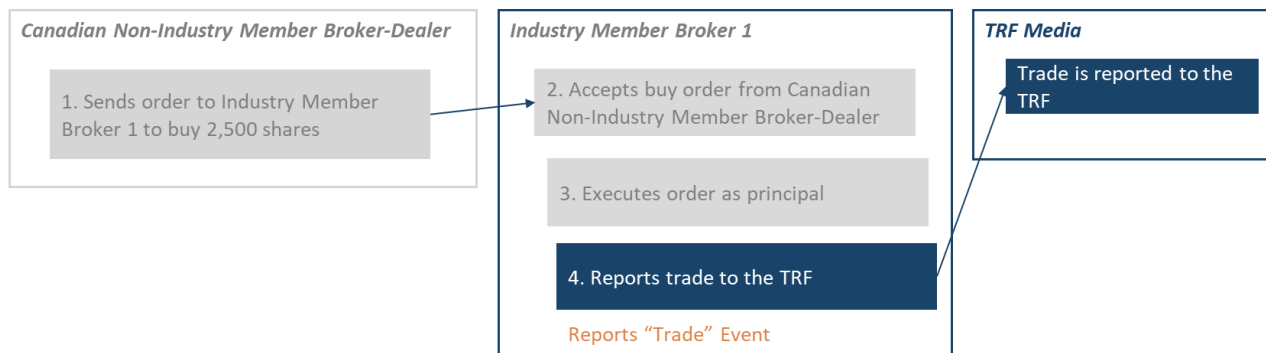 Canadian Non-Industry Member Broker-Dealer
1. Sends order to Industry Member
Broker 1 to buy 2,500 shares
Industry Member Broker 1
2. Accepts buy order from Canadian
Non-Industry Member Broker-Dealer
3. Executes order as principal
4. Reports trade to the TRF
Reports “Trade” Event
TRF Media
Trade is reported to the
TRF